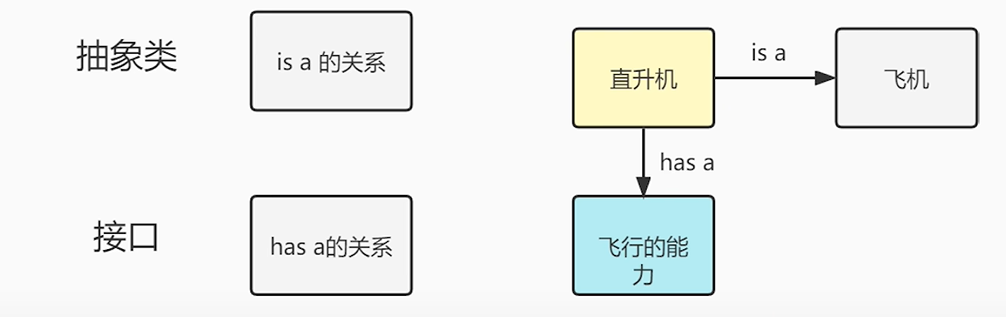 抽象类
is a 的关系
直升机
is a
飞机
has a
接口
has a的关系
飞行的能
力